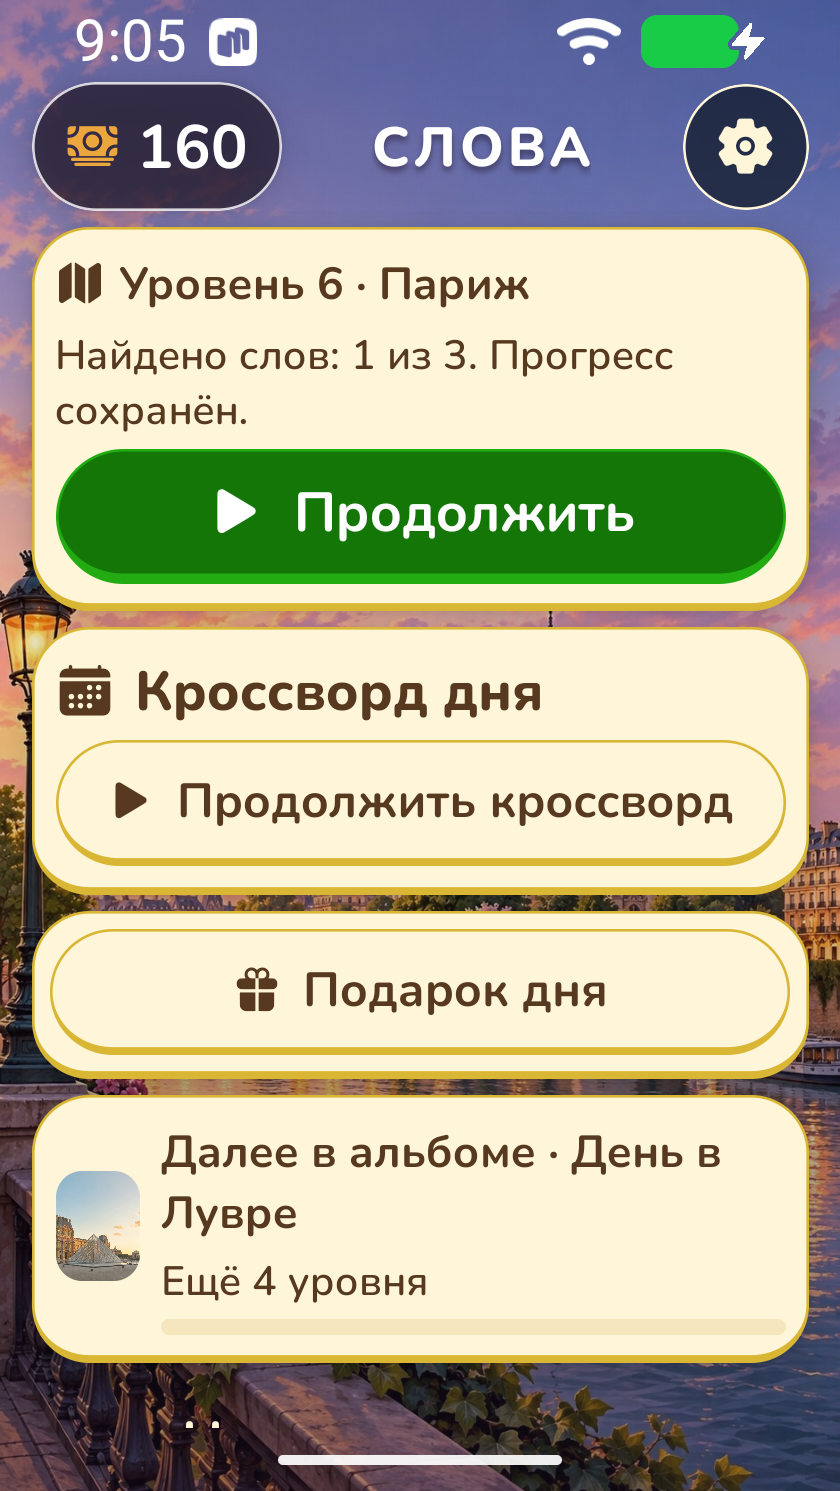 9:05
160
СЛОВА
Уровень 6 · Париж
Найдено слов: 1 из 3. Прогресс
сохранён.
Продолжить
Кроссворд дня
Продолжить кроссворд
Подарок дня
Далее в альбоме · День в
Лувре
Ещё 4 уровня